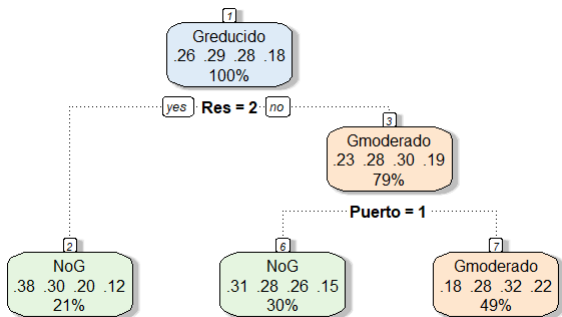 1
Greducido
.26 .29 .28 .18
100%
yes Res = 2 no
3
Gmoderado
.23 .28 .30 .19
79%
Puerto = 1
2
NoG
.38 .30 .20 .12
21%
6
NoG
.31 .28 .26 .15
30%
7
Gmoderado
.18 .28 .32 .22
49%